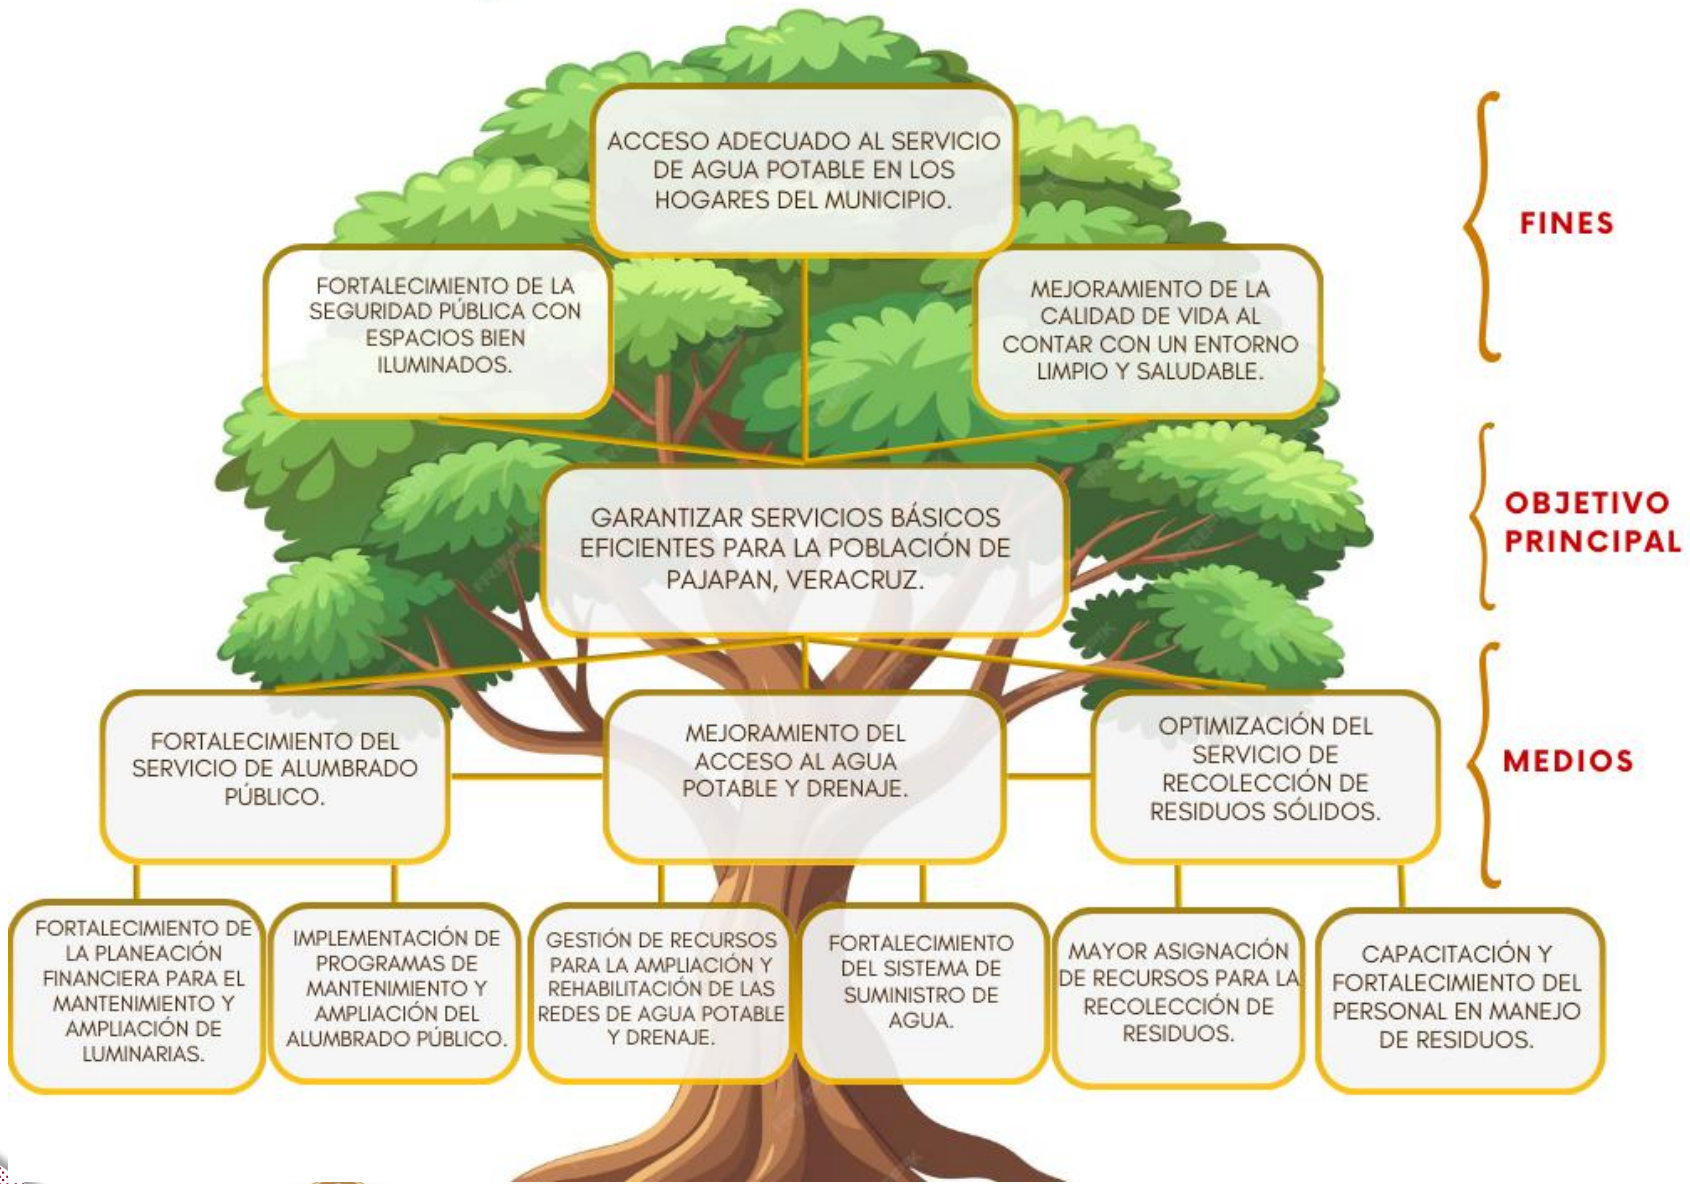 ACCESO ADECUADO AL SERVICIO
DE AGUA POTABLE EN LOS
HOGARES DEL MUNICIPIO.
FINES
FORTALECIMIENTO DE LA
SEGURIDAD PÚBLICA CON
ESPACIOS BIEN
ILUMINADOS.
MEJORAMIENTO DE LA
CALIDAD DE VIDA AL
CONTAR CON UN ENTORNO
LIMPIO Y SALUDABLE.
GARANTIZAR SERVICIOS BÁSICOS
EFICIENTES PARA LA POBLACIÓN DE
PAJAPAN, VERACRUZ.
OBJETIVO
PRINCIPAL
FORTALECIMIENTO DEL
SERVICIO DE ALUMBRADO
PÚBLICO.
MEJORAMIENTO DEL
ACCESO AL AGUA
POTABLE Y DRENAJE.
OPTIMIZACIÓN DEL
SERVICIO DE
RECOLECCIÓN DE
RESIDUOS SÓLIDOS.
MEDIOS
FORTALECIMIENTO DE
LA PLANEACIÓN
FINANCIERA PARA EL
MANTENIMIENTO Y
AMPLIACIÓN DE
LUMINARIAS.
IMPLEMENTACIÓN DE
PROGRAMAS DE
MANTENIMIENTO Y
AMPLIACIÓN DEL
ALUMBRADO PÚBLICO.
GESTIÓN DE RECURSOS
PARA LA AMPLIACIÓN Y
REHABILITACIÓN DE LAS
REDES DE AGUA POTABLE
Y DRENAJE.
FORTALECIMIENTO
DEL SISTEMA DE
SUMINISTRO DE
AGUA.
MAYOR ASIGNACIÓN
DE RECURSOS PARA LA
RECOLECCIÓN DE
RESIDUOS.
CAPACITACIÓN Y
FORTALECIMIENTO DEL
PERSONAL EN MANEJO
DE RESIDUOS.